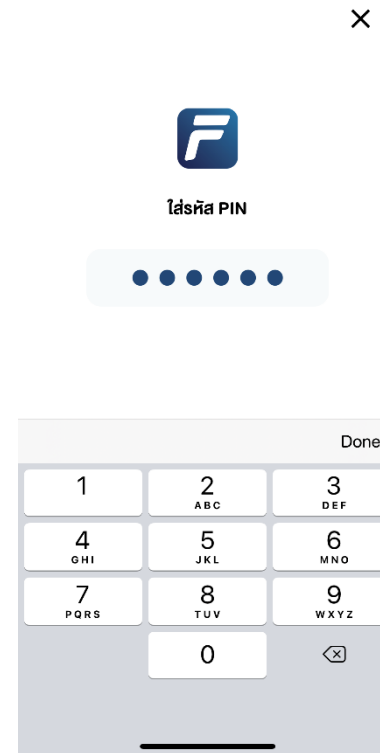 ใส่รหัส PIN
Done
1 2 3
ABC DEF
4 5 6
GHI JKL MNO
7 8 9
PQRS TUV WXYZ
0